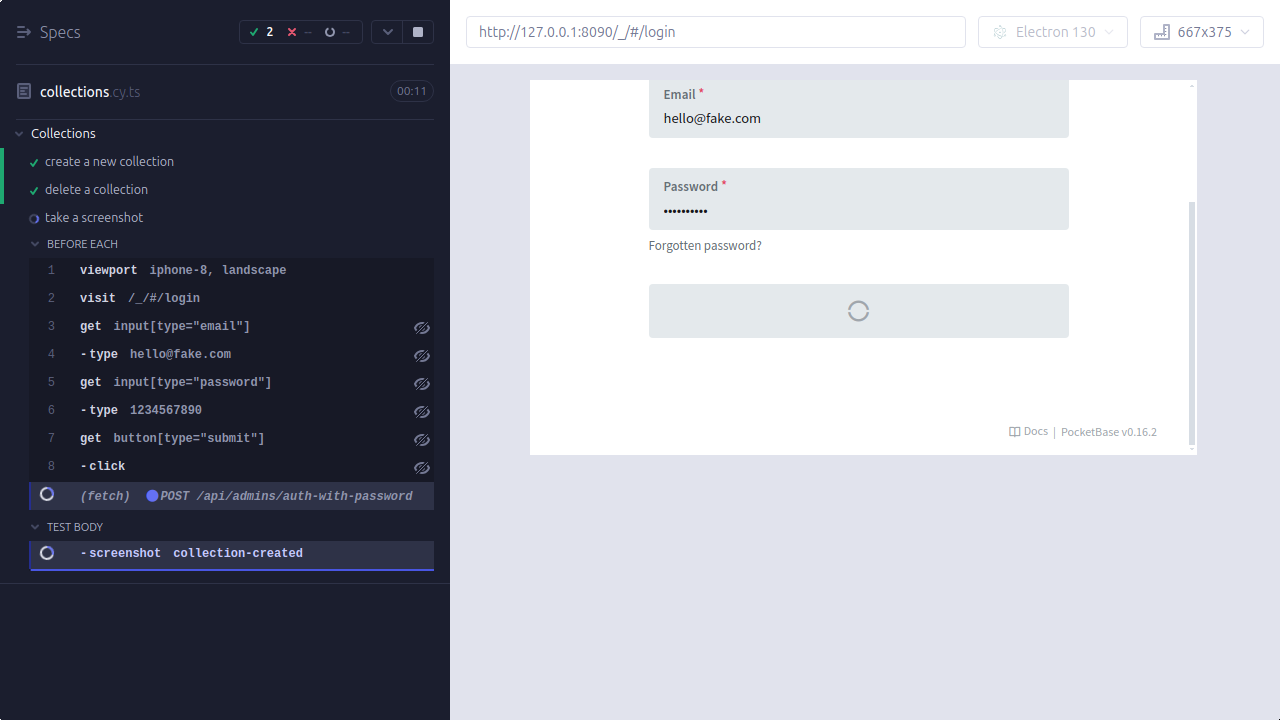 Specs
2
--
--
collections cy.ts
00:11
Collections
create a new collection
delete a collection
take a screenshot
BEFORE EACH
1 viewport iphone-8, landscape
2 visit /_/#/login
3 get input[type="email"]
4 -type hello@fake.com
5 get input[type="password"]
6 -type 1234567890
7 get button[type="submit"]
8 -click
(fetch) POST /api/admins/auth-with-password
TEST BODY
-screenshot collection-created
http://127.0.0.1:8090/_/#/login
Electron 130
667x375
Email *
hello@fake.com
Password *
••••••••••
Forgotten password?
Docs | PocketBase v0.16.2